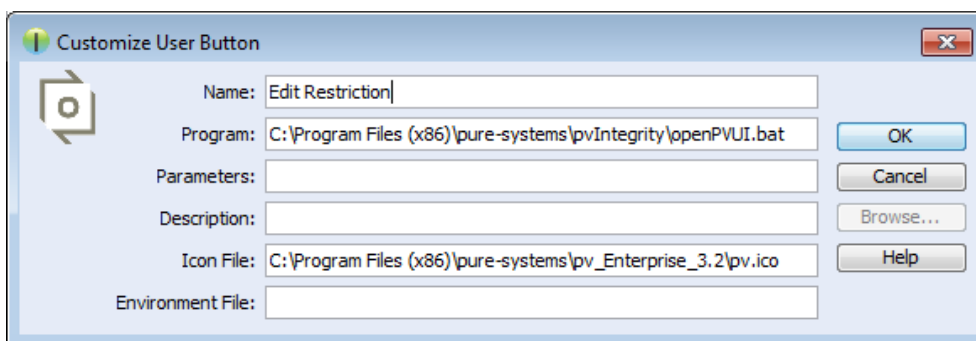 Customize User Button
Name: Edit Restriction
Program: C:\Program Files (x86)\pure-systems\pvIntegrity\openPVUI.bat
OK
Parameters:
Cancel
Description:
Browse...
Icon File: C:\Program Files (x86)\pure-systems\pv_Enterprise_3.2\pv.ico
Help
Environment File: